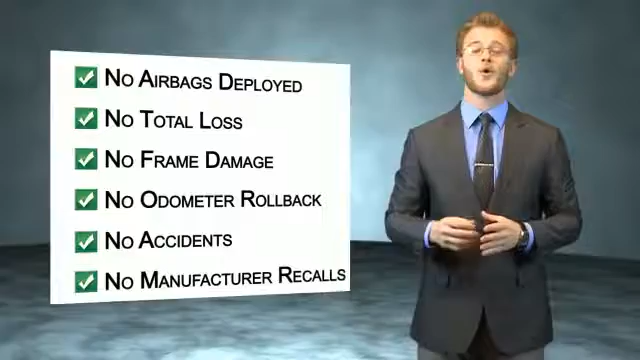 No Airbags Deployed
No Total Loss
No Frame Damage
No Odometer Rollback
No Accidents
No Manufacturer Recalls